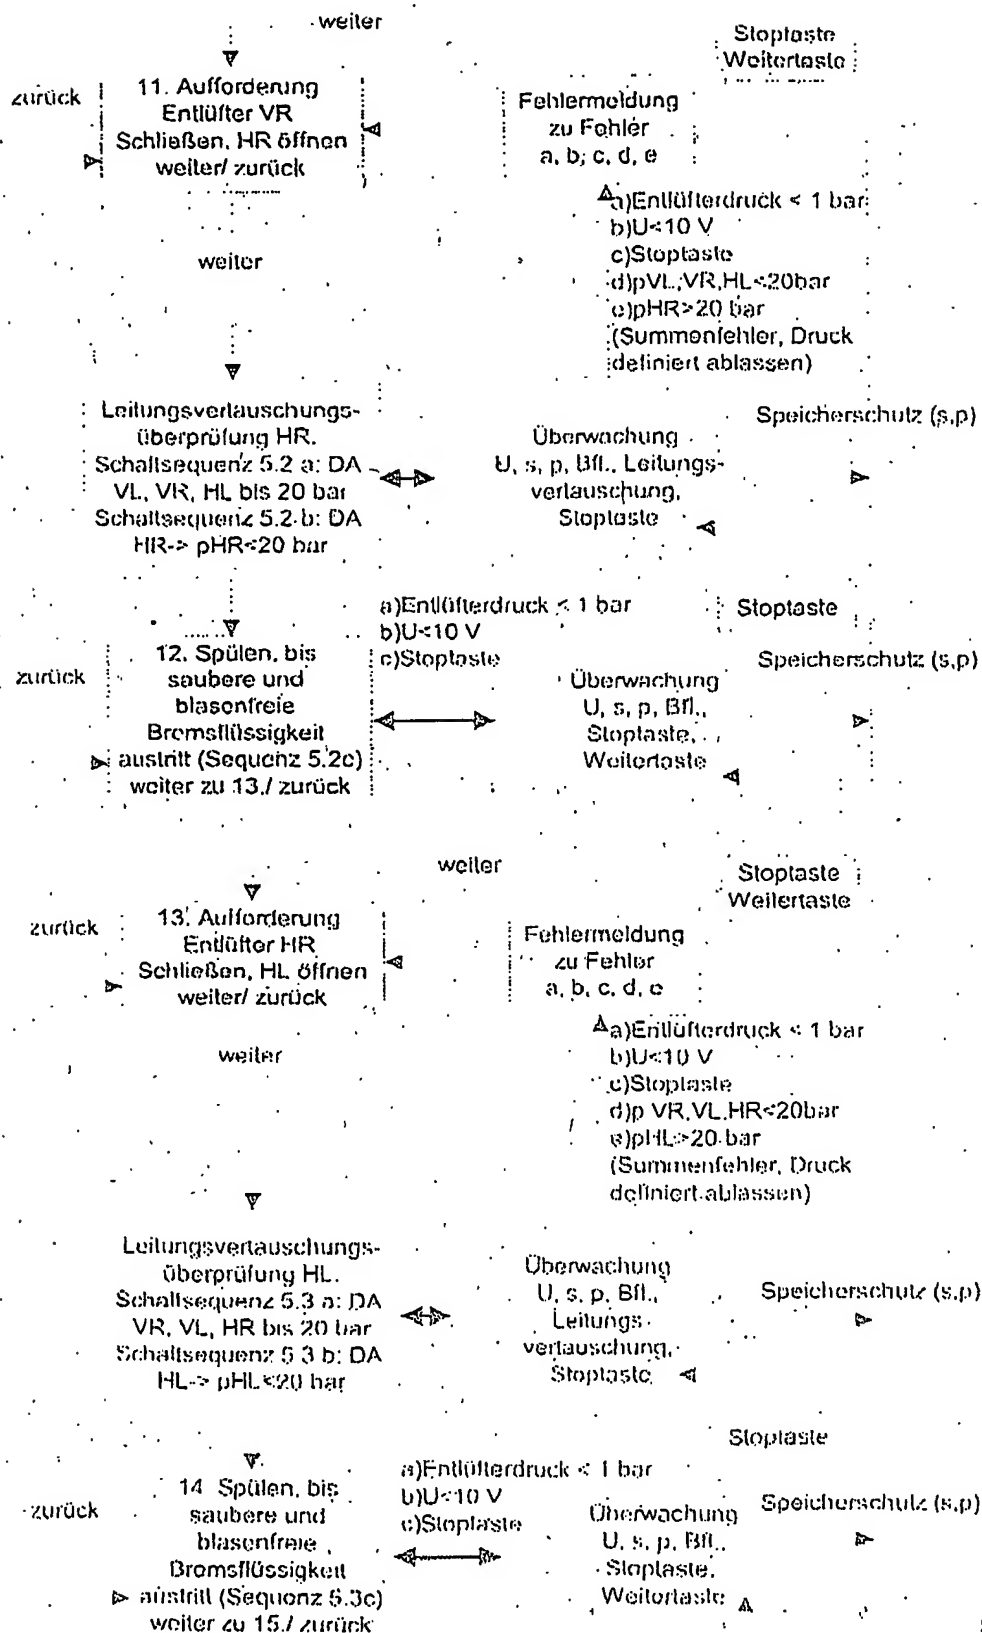 weiter
Stoptaste
Weitertaste
zurück
11. Aufforderung
Entlüfter VR
Schließen, HR öffnen
weiter/ zurück
Fehlermeldung
zu Fehler
a, b, c, d, e
a)Entlüfterdruck < 1 bar
b)U<10 V
c)Stoptaste
d)pVL,VR,HL<20bar
e)pHR>20 bar
(Summenfehler, Druck
definiert ablassen)
weiter
Leitungsvertauschungs-
überprüfung HR.
Schaltsequenz 5.2 a: DA
VL, VR, HL bis 20 bar
Schaltsequenz 5.2 b: DA
HR-> pHR<20 bar
Überwachung
U, s, p, Bfl., Leitungs-
vertauschung,
Stoptaste
Speicherschutz (s,p)
a)Entlüfterdruck < 1 bar
b)U<10 V
c)Stoptaste
Stoptaste
zurück
12. Spülen, bis
saubere und
blasenfreie
Bremsflüssigkeit
austritt (Sequenz 5.2c)
weiter zu 13./ zurück
Überwachung
U, s, p, Bfl.,
Stoptaste,
Weitertaste
Speicherschutz (s,p)
weiter
Stoptaste
Weitertaste
zurück
13. Aufforderung
Entlüfter HR
Schließen, HL öffnen
weiter/ zurück
Fehlermeldung
zu Fehler
a, b, c, d, e
a)Entlüfterdruck < 1 bar
b)U<10 V
c)Stoptaste
d)p VR,VL,HR<20bar
e)pHL>20 bar
(Summenfehler, Druck
definiert ablassen)
weiter
Leitungsvertauschungs-
überprüfung HL.
Schaltsequenz 5.3 a: DA
VR, VL, HR bis 20 bar
Schaltsequenz 5.3 b: DA
HL-> pHL<20 bar
Überwachung
U, s, p, Bfl.,
Leitungs
vertauschung,
Stoptaste
Speicherschutz (s,p)
Stoptaste
a)Entlüfterdruck < 1 bar
b)U<10 V
c)Stoptaste
zurück
14 Spülen, bis
saubere und
blasenfreie
Bremsflüssigkeit
austritt (Sequenz 5.3c)
weiter zu 15./ zurück
Überwachung
U, s, p, Bfl.,
Stoptaste,
Weitertaste
Speicherschutz (s,p)